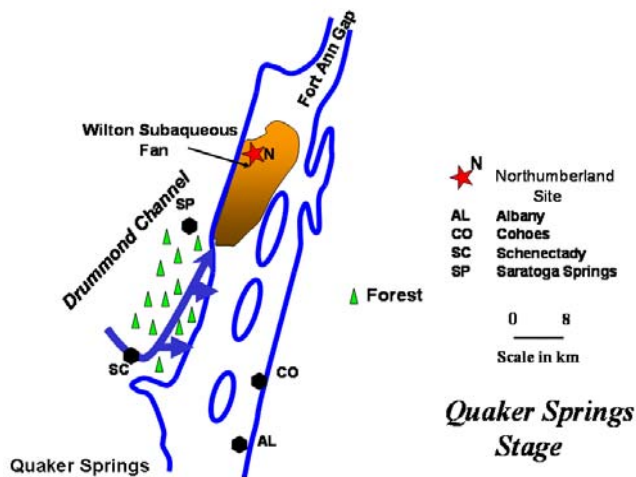 Fort Ann Gap
Wilton Subaqueous
Fan
N
SP
Drummond Channel
SC
CO
AL
Quaker Springs
Forest
N
Northumberland
Site
AL Albany
CO Cohoes
SC Schenectady
SP Saratoga Springs
0 8
Scale in km
Quaker Springs
Stage